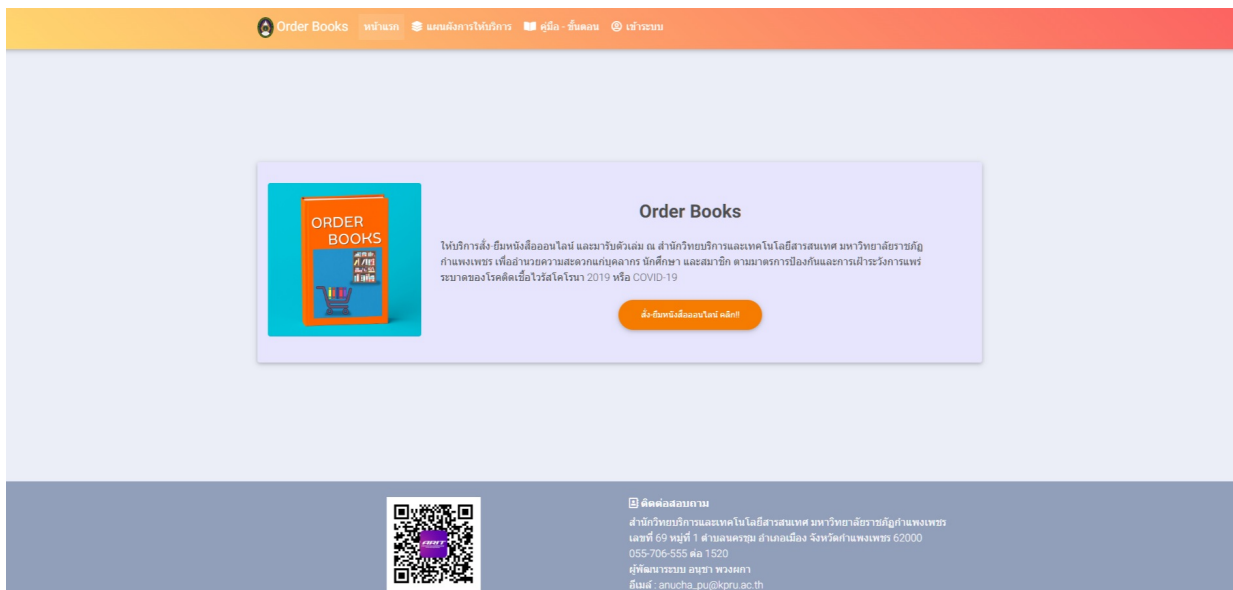 Order Books หน้าแรก แผนผังการให้บริการ คู่มือ - ขั้นตอน เข้าระบบ
ORDER
BOOKS
Order Books
ให้บริการสั่ง-ยืมหนังสือออนไลน์ และมารับตัวเล่ม ณ สำนักวิทยบริการและเทคโนโลยีสารสนเทศ มหาวิทยาลัยราชภัฏ
กำแพงเพชร เพื่ออำนวยความสะดวกแก่บุคลากร นักศึกษา และสมาชิก ตามมาตรการป้องกันและการเฝ้าระวังการแพร่
ระบาดของโรคติดเชื้อไวรัสโคโรนา 2019 หรือ COVID-19
สั่ง-ยืมหนังสือออนไลน์ คลิก!!
ARIT
ติดต่อสอบถาม
สำนักวิทยบริการและเทคโนโลยีสารสนเทศ มหาวิทยาลัยราชภัฏกำแพงเพชร
เลขที่ 69 หมู่ที่ 1 ตำบลนครชุม อำเภอเมือง จังหวัดกำแพงเพชร 62000
055-706-555 ต่อ 1520
ผู้พัฒนาระบบ อนุชา พวงผกา
อีเมล์ : anucha_pu@kpru.ac.th